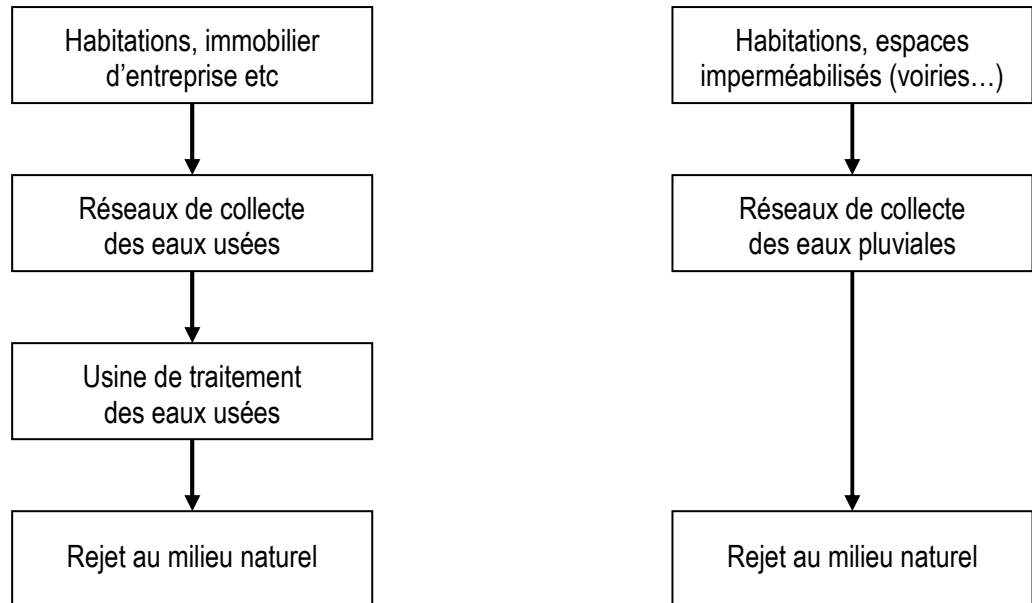 Habitations, immobilier
d’entreprise etc
Réseaux de collecte
des eaux usées
Usine de traitement
des eaux usées
Rejet au milieu naturel
Habitations, espaces
imperméabilisés (voiries…)
Réseaux de collecte
des eaux pluviales
Rejet au milieu naturel